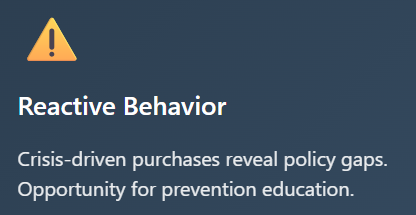 Reactive Behavior
Crisis-driven purchases reveal policy gaps.
Opportunity for prevention education.